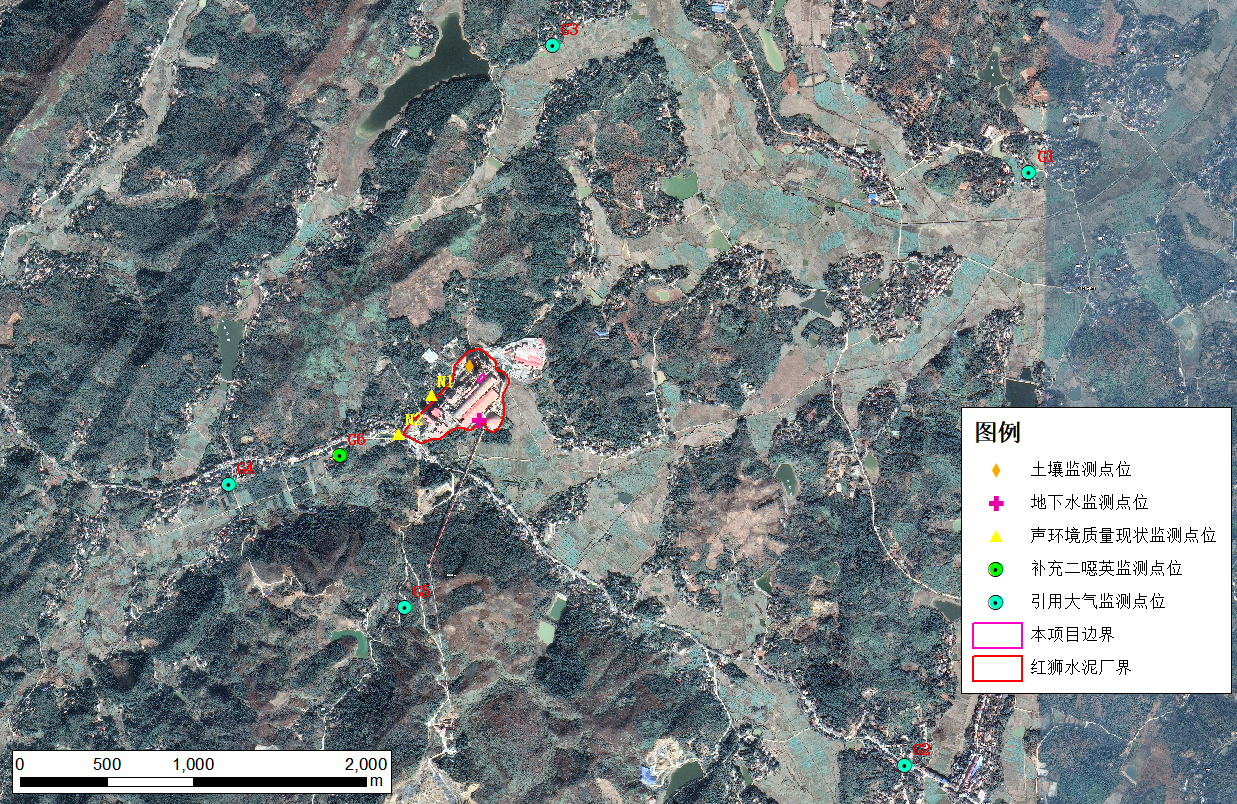 G3
G1
N1
N2
G6
G4
G5
G2
图例
土壤监测点位
地下水监测点位
声环境质量现状监测点位
补充二噁英监测点位
引用大气监测点位
本项目边界
红狮水泥厂界
0 500 1,000 2,000
m